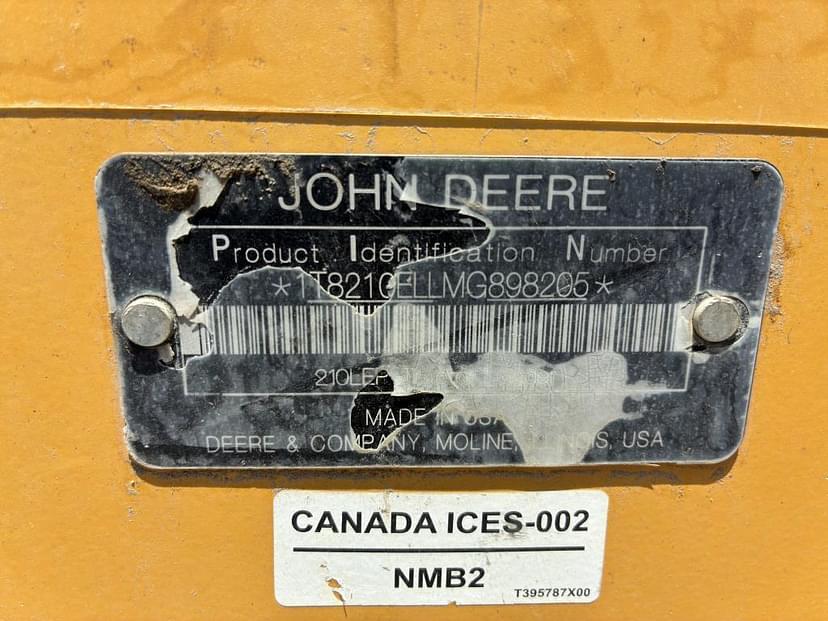 JOHN DEERE
Product Identification Number
*1T8210ELLMG898205*
210LEP
MADE IN USA
DEERE & COMPANY, MOLINE, ILLINOIS, USA
CANADA ICES-002
NMB2
T395787X00